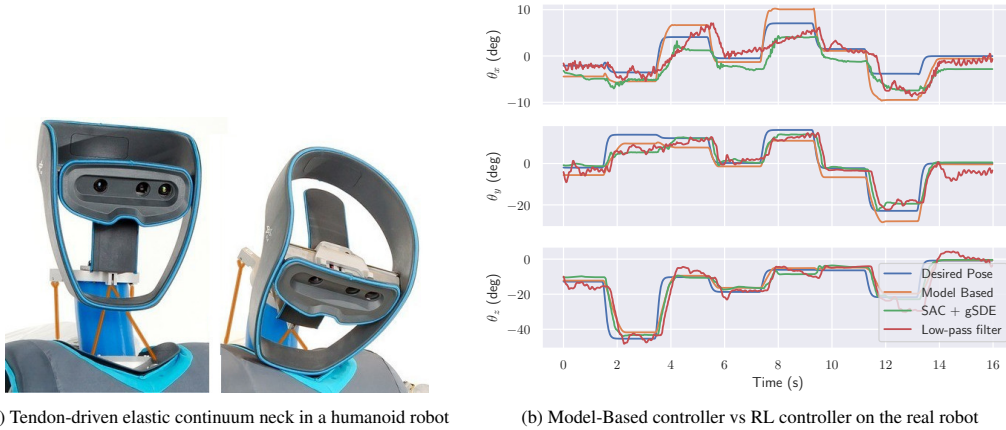 10
0
−10
θx (deg)
0
−20
θy (deg)
0
−20
−40
θz (deg)
Desired Pose
Model Based
SAC + gSDE
Low-pass filter
0 2 4 6 8 10 12 14 16
Time (s)
) Tendon-driven elastic continuum neck in a humanoid robot
(b) Model-Based controller vs RL controller on the real robot